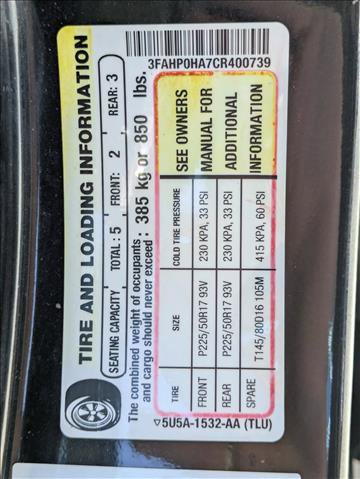 3FAHP0HA7CR400739
TIRE AND LOADING INFORMATION
SEATING CAPACITY TOTAL : 5 FRONT: 2 REAR: 3
The combined weight of occupants : 385 kg or 850 lbs.
and cargo should never exceed
TIRE SIZE COLD TIRE PRESSURE
FRONT P225/50R17 93V 230 KPA, 33 PSI
REAR P225/50R17 93V 230 KPA, 33 PSI
SPARE T145/80D16 105M 415 KPA, 60 PSI
SEE OWNERS
MANUAL FOR
ADDITIONAL
INFORMATION
▽5U5A-1532-AA (TLU)